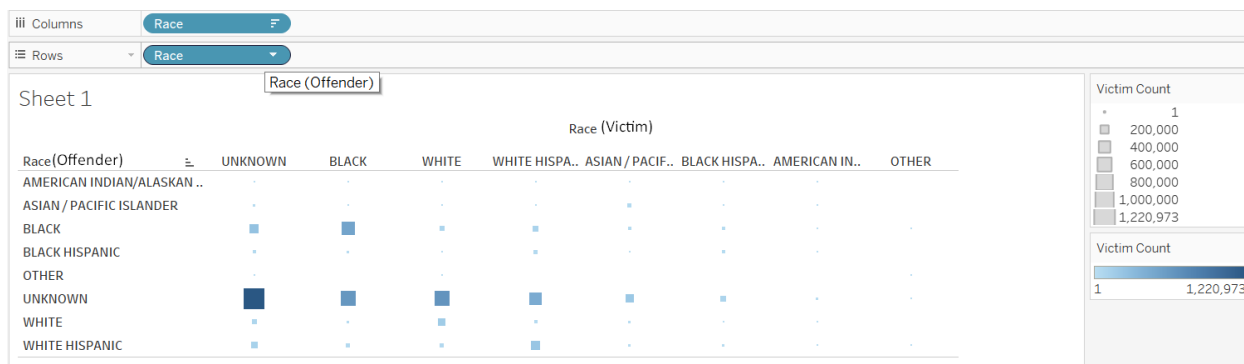 Columns
Race
Rows
Race
Race (Offender)
Sheet 1
Race (Victim)
Race(Offender) UNKNOWN BLACK WHITE WHITE HISPA.. ASIAN / PACIF.. BLACK HISPA.. AMERICAN IN.. OTHER
AMERICAN INDIAN/ALASKAN ..
ASIAN / PACIFIC ISLANDER
BLACK
BLACK HISPANIC
OTHER
UNKNOWN
WHITE
WHITE HISPANIC
Victim Count
1
200,000
400,000
600,000
800,000
1,000,000
1,220,973
Victim Count
1 1,220,973